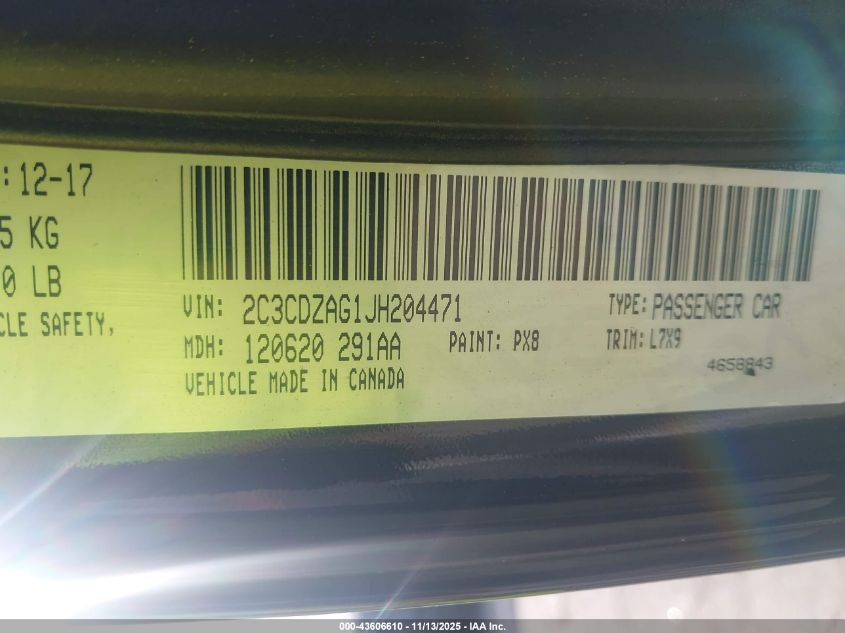 : 12-17
5 KG
0 LB
CLE SAFETY,
VIN: 2C3CDZAG1JH204471
TYPE: PASSENGER CAR
MDH: 120620 291AA
PAINT: PX8
TRIM: L7X9
VEHICLE MADE IN CANADA
4658843
000-43606610 - 11/13/2025 - IAA Inc.